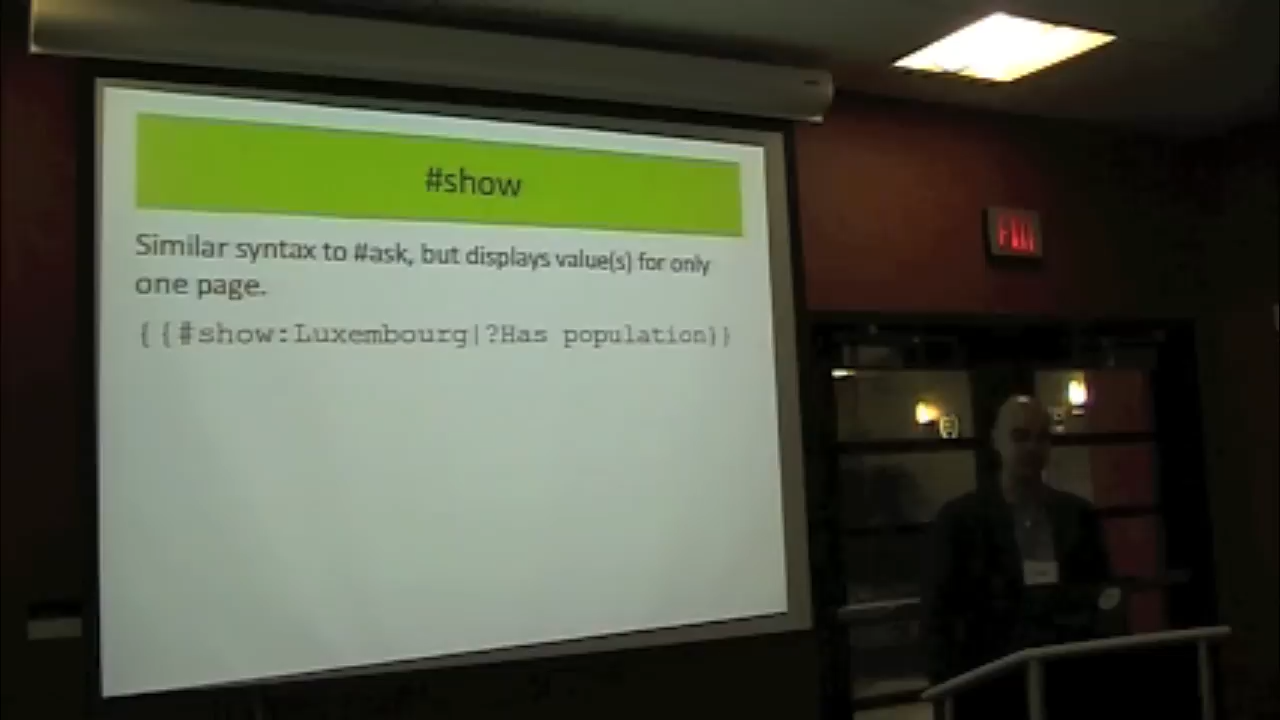 #show
Similar syntax to #ask, but displays value(s) for only
one page.
{{#show:Luxembourg|?Has population}}
EXIT